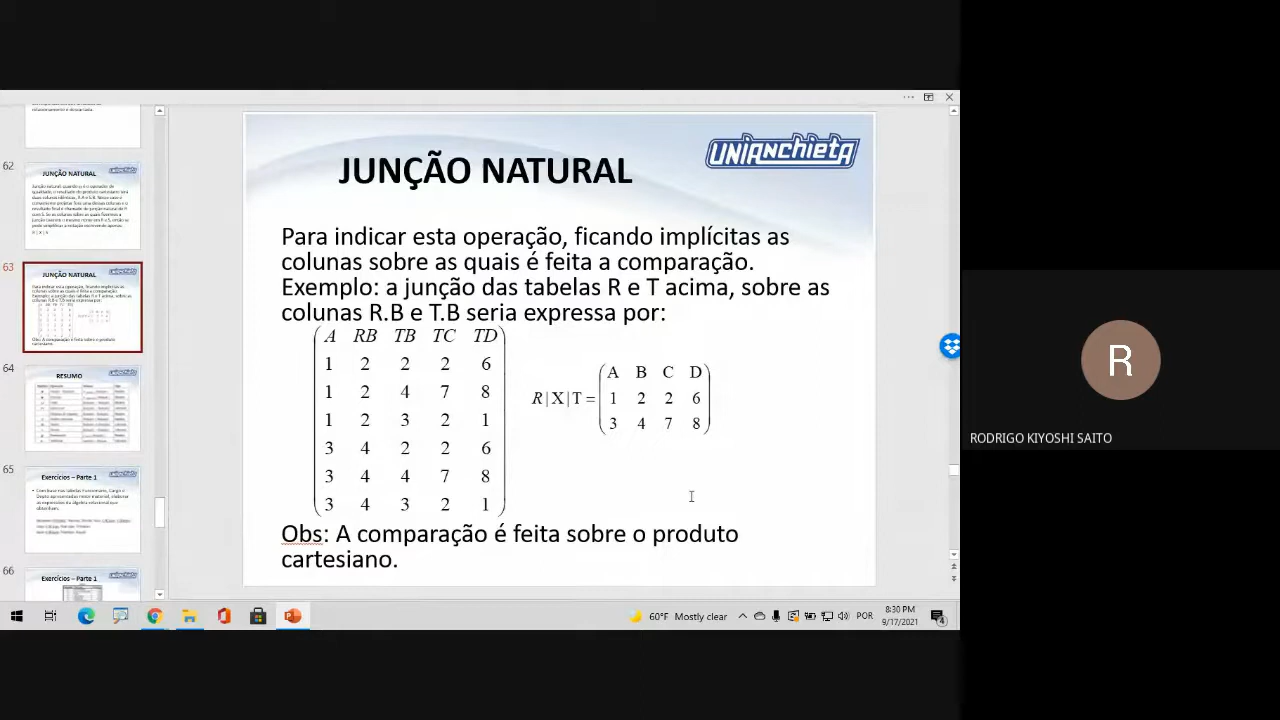 62
JUNÇÃO NATURAL
63
JUNÇÃO NATURAL
64
RESUMO
65
Exercícios – Parte 1
66
Exercícios – Parte 1
UNIANCHIETA
JUNÇÃO NATURAL
Para indicar esta operação, ficando implícitas as
colunas sobre as quais é feita a comparação.
Exemplo: a junção das tabelas R e T acima, sobre as
colunas R.B e T.B seria expressa por:
A RB TB TC TD
1 2 2 2 6
1 2 4 7 8
1 2 3 2 1
3 4 2 2 6
3 4 4 7 8
3 4 3 2 1
R|X|T =
A B C D
1 2 2 6
3 4 7 8
Obs: A comparação e feita sobre o produto
cartesiano.
R
RODRIGO KIYOSHI SAITO
60°F Mostly clear
POR
8:30 PM
9/17/2021
4